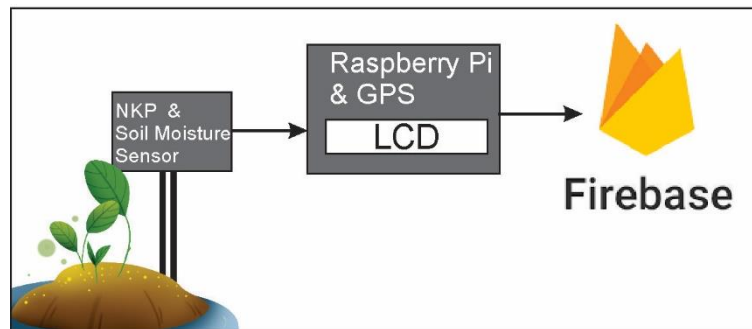 NKP &
Soil Moisture
Sensor
Raspberry Pi
& GPS
LCD
Firebase